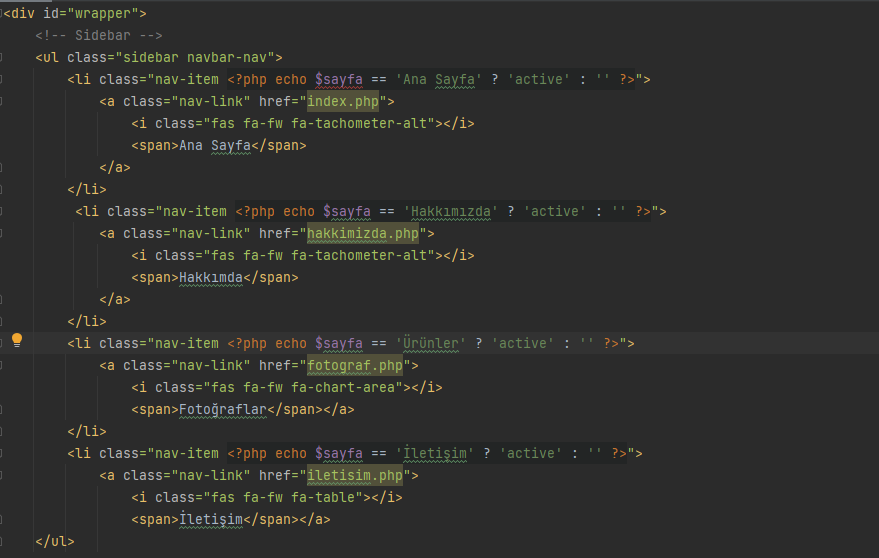 <div id="wrapper">
<!-- Sidebar -->
<ul class="sidebar navbar-nav">
<li class="nav-item <?php echo $sayfa == 'Ana Sayfa' ? 'active' : '' ?>">
<a class="nav-link" href="index.php">
<i class="fas fa-fw fa-tachometer-alt"></i>
<span>Ana Sayfa</span>
</a>
</li>
<li class="nav-item <?php echo $sayfa == 'Hakkımızda' ? 'active' : '' ?>">
<a class="nav-link" href="hakkimizda.php">
<i class="fas fa-fw fa-tachometer-alt"></i>
<span>Hakkımda</span>
</a>
</li>
<li class="nav-item <?php echo $sayfa == 'Ürünler' ? 'active' : '' ?>">
<a class="nav-link" href="fotograf.php">
<i class="fas fa-fw fa-chart-area"></i>
<span>Fotoğraflar</span></a>
</li>
<li class="nav-item <?php echo $sayfa == 'İletişim' ? 'active' : '' ?>">
<a class="nav-link" href="iletisim.php">
<i class="fas fa-fw fa-table"></i>
<span>İletişim</span></a>
</ul>